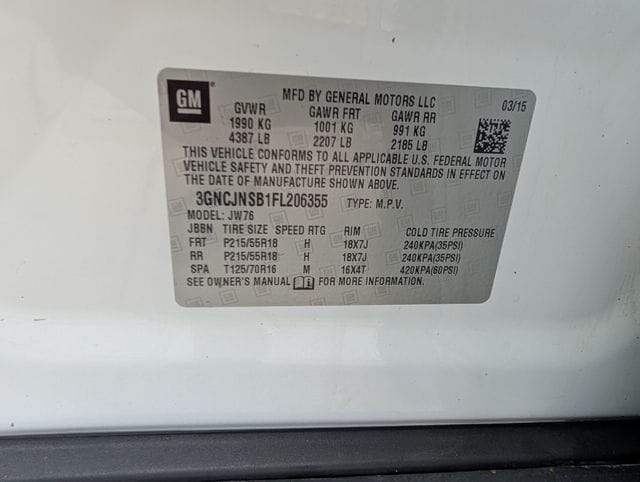 GM
MFD BY GENERAL MOTORS LLC 03/15
GVWR GAWR FRT GAWR RR
1990 KG 1001 KG 991 KG
4387 LB 2207 LB 2185 LB
THIS VEHICLE CONFORMS TO ALL APPLICABLE U.S. FEDERAL MOTOR
VEHICLE SAFETY AND THEFT PREVENTION STANDARDS IN EFFECT ON
THE DATE OF MANUFACTURE SHOWN ABOVE.
3GNCJNSB1FL206355 TYPE: M.P.V.
MODEL: JW76
JBBN TIRE SIZE SPEED RTG RIM COLD TIRE PRESSURE
FRT P215/55R18 H 18X7J 240KPA(35PSI)
RR P215/55R18 H 18X7J 240KPA(35PSI)
SPA T125/70R16 M 16X4T 420KPA(60PSI)
SEE OWNER'S MANUAL FOR MORE INFORMATION.